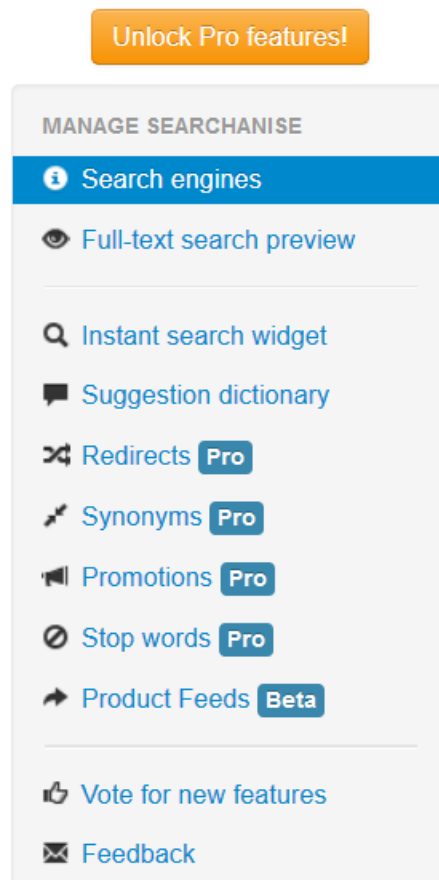 Unlock Pro features!
MANAGE SEARCHANISE
Search engines
Full-text search preview
Instant search widget
Suggestion dictionary
Redirects Pro
Synonyms Pro
Promotions Pro
Stop words Pro
Product Feeds Beta
Vote for new features
Feedback